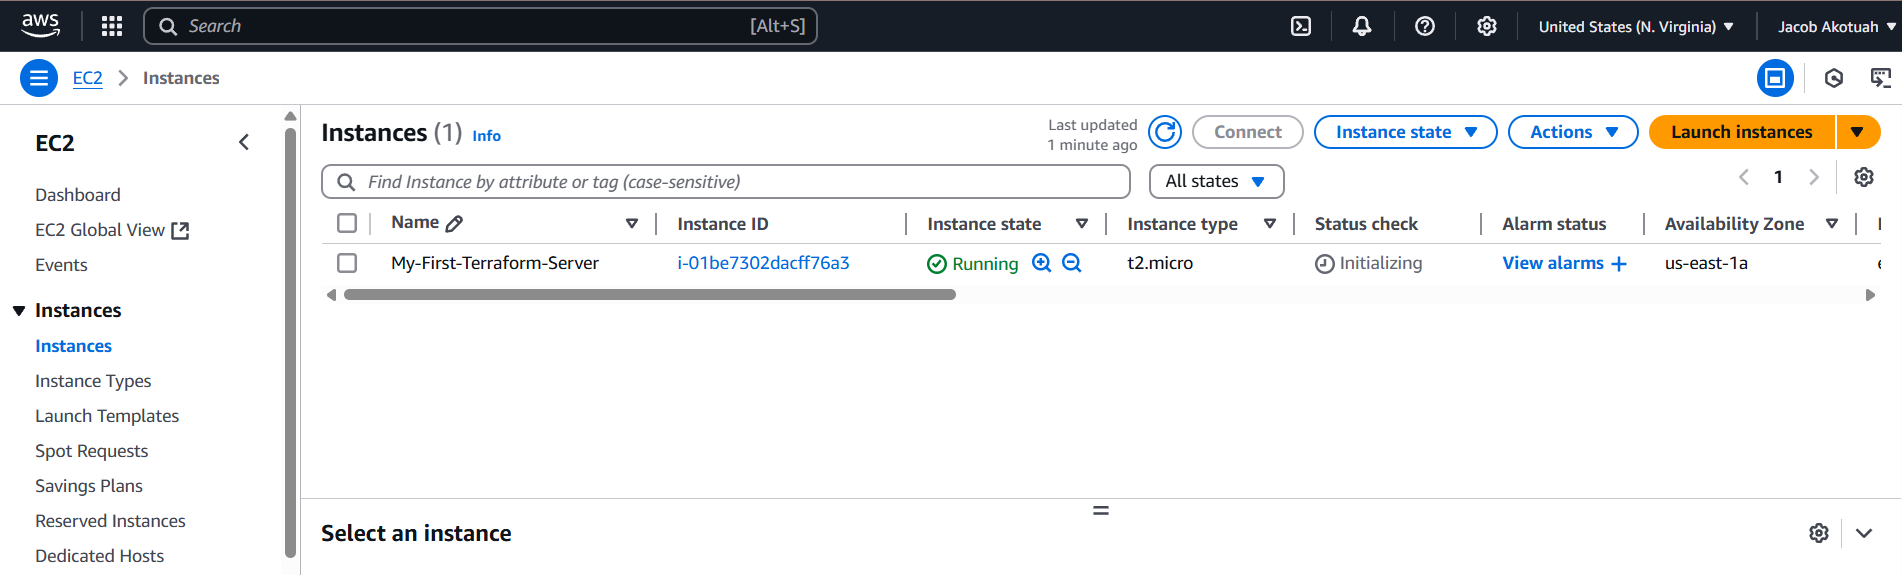 aws
Search [Alt+S] United States (N. Virginia) Jacob Akotuah
EC2 Instances
EC2
Dashboard
EC2 Global View
Events
Instances
Instances
Instance Types
Launch Templates
Spot Requests
Savings Plans
Reserved Instances
Dedicated Hosts
Instances (1) Info
Last updated
1 minute ago
Connect Instance state Actions Launch instances
Find Instance by attribute or tag (case-sensitive) All states 1
Name Instance ID Instance state Instance type Status check Alarm status Availability Zone
My-First-Terraform-Server i-01be7302dacff76a3 Running t2.micro Initializing View alarms + us-east-1a
Select an instance